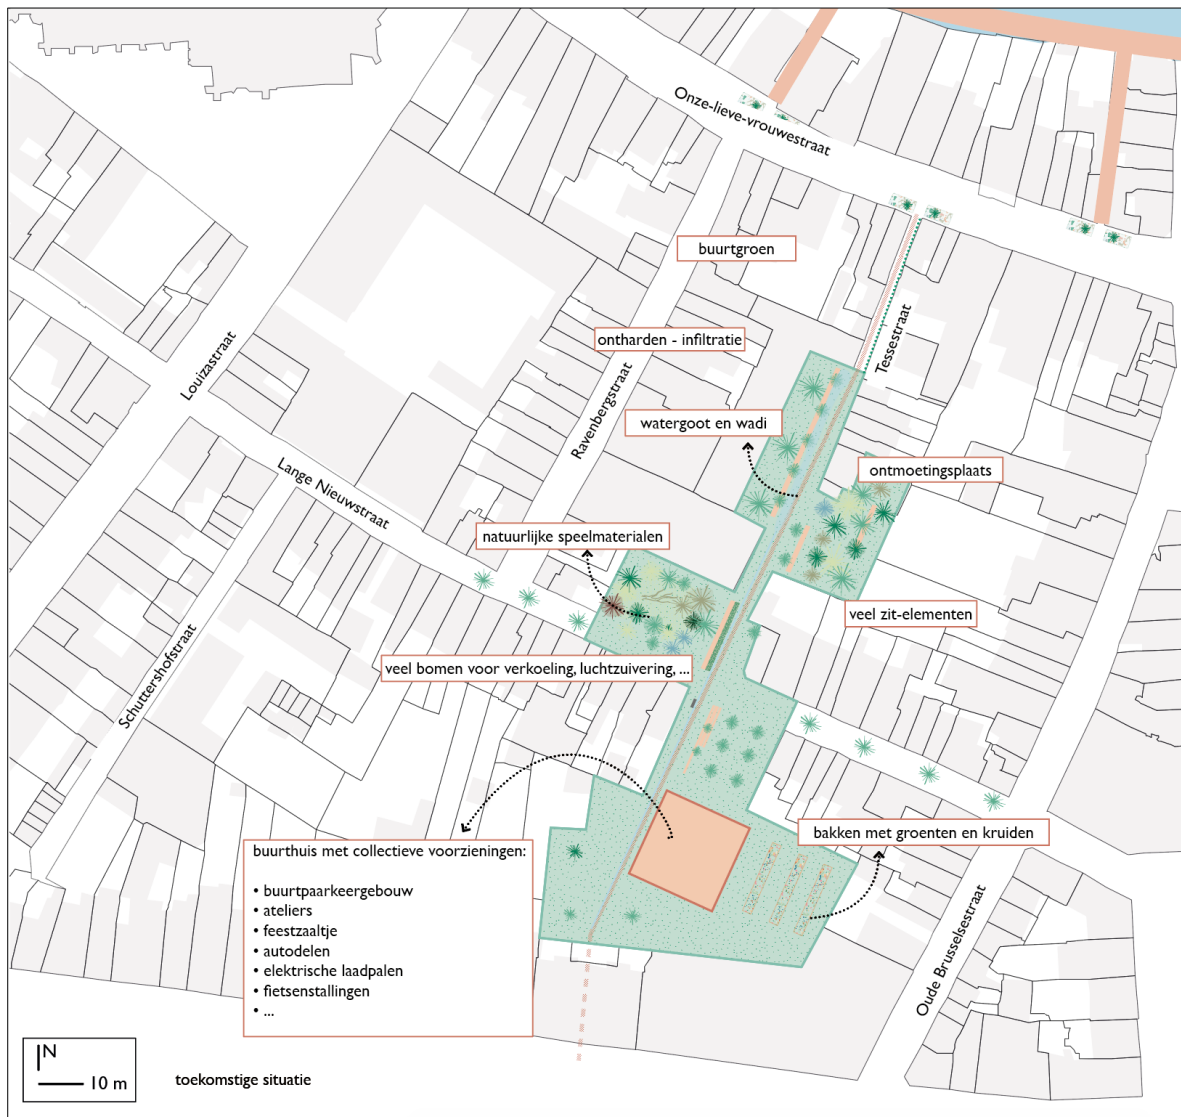 Onze-lieve-vrouwestraat
buurtgroen
Tessestraat
ontharden - infiltratie
Louizastraat
Ravenbergstraat
watergoot en wadi
ontmoetingsplaats
Lange Nieuwstraat
natuurlijke speelmaterialen
veel zit-elementen
Schuttershofstraat
veel bomen voor verkoeling, luchtzuivering, ...
bakken met groenten en kruiden
buurthuis met collectieve voorzieningen:
• buurtpaarkeergebouw
• ateliers
• feestzaaltje
• autodelen
• elektrische laadpalen
• fietsenstallingen
• ...
Oude Brusselsestraat
N
10 m
toekomstige situatie